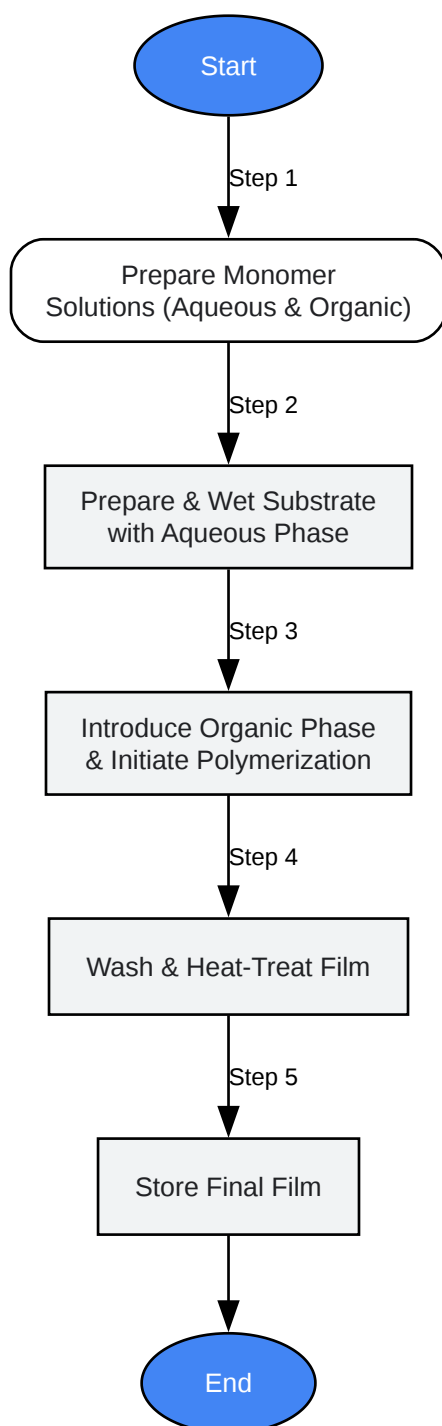 Start
Step 1
Prepare Monomer
Solutions (Aqueous & Organic)
Step 2
Prepare & Wet Substrate
with Aqueous Phase
Step 3
Introduce Organic Phase
& Initiate Polymerization
Step 4
Wash & Heat-Treat Film
Step 5
Store Final Film
End